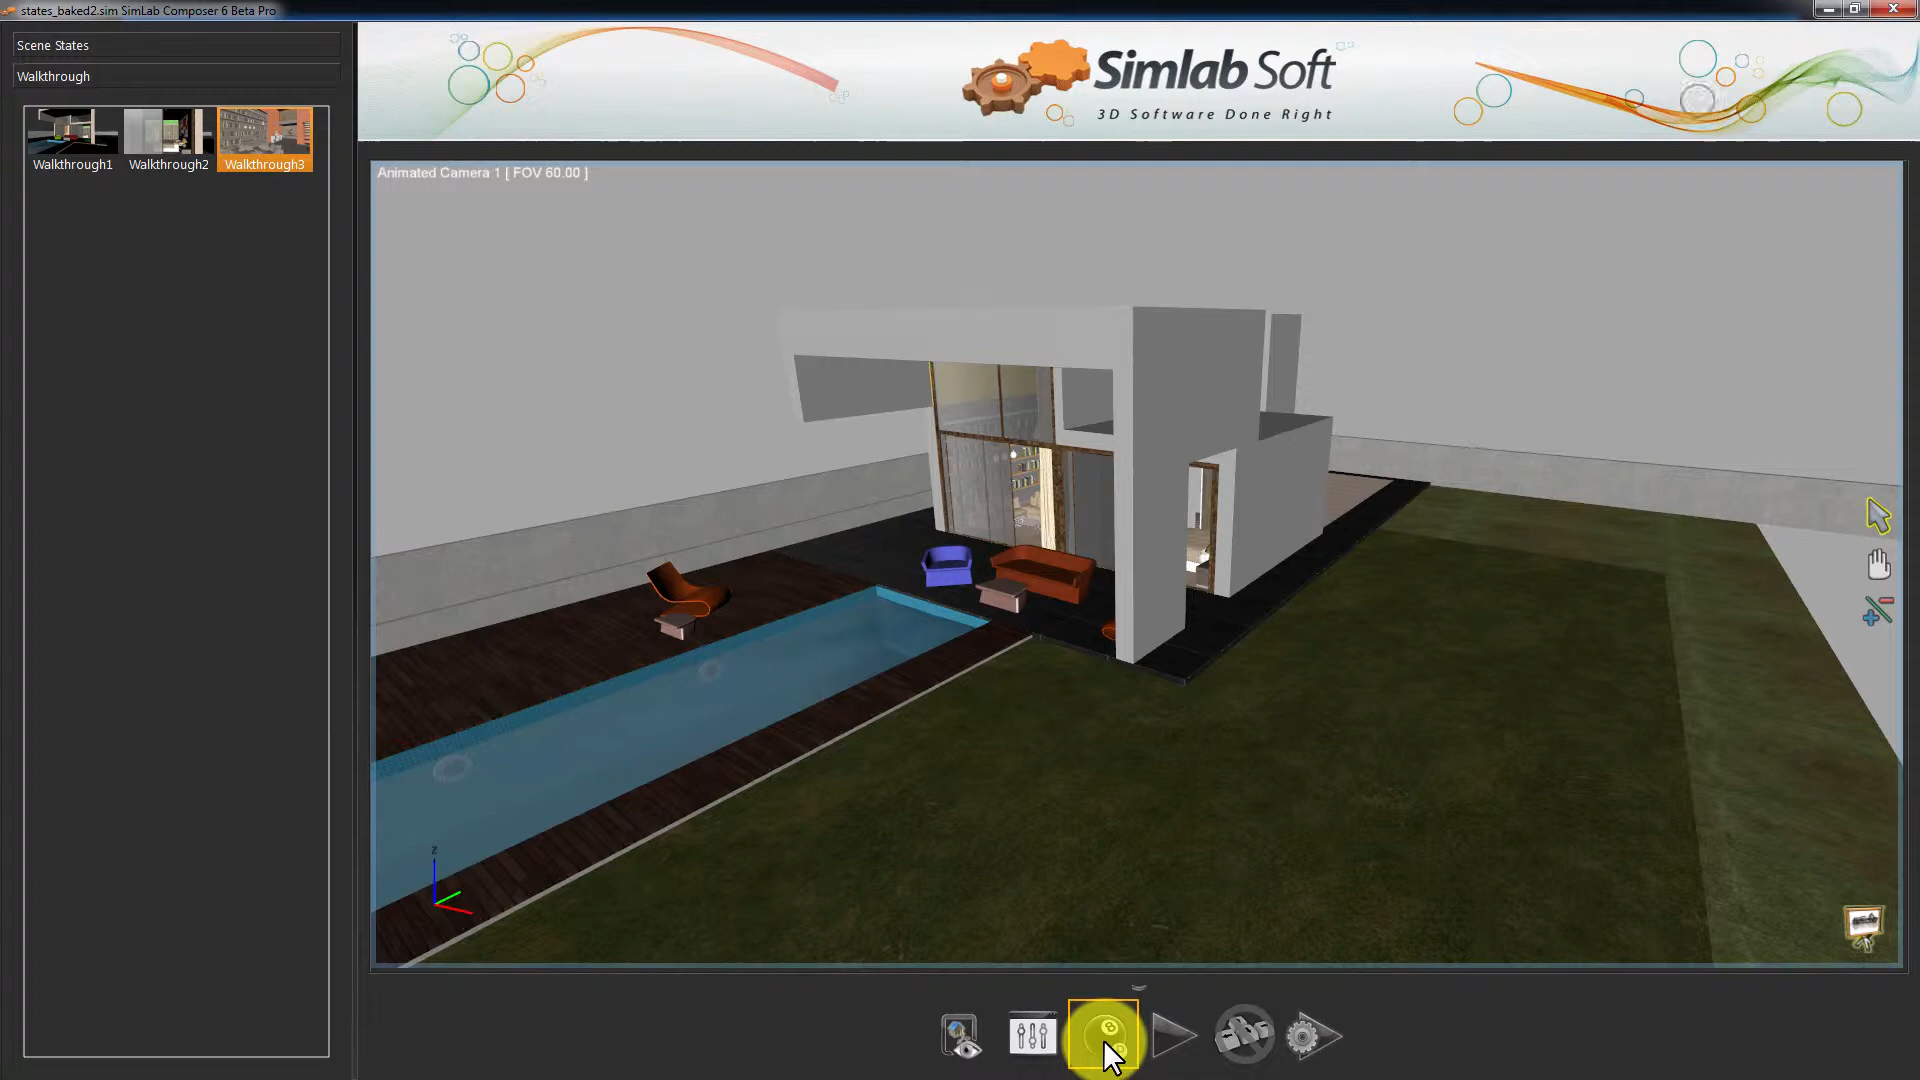 states_baked2.sim SimLab Composer 6 Beta Pro
Scene States
Walkthrough
Walkthrough1
Walkthrough2
Walkthrough3
Simlab Soft
3D Software Done Right
Animated Camera 1 [ FOV 60.00 ]
z
8